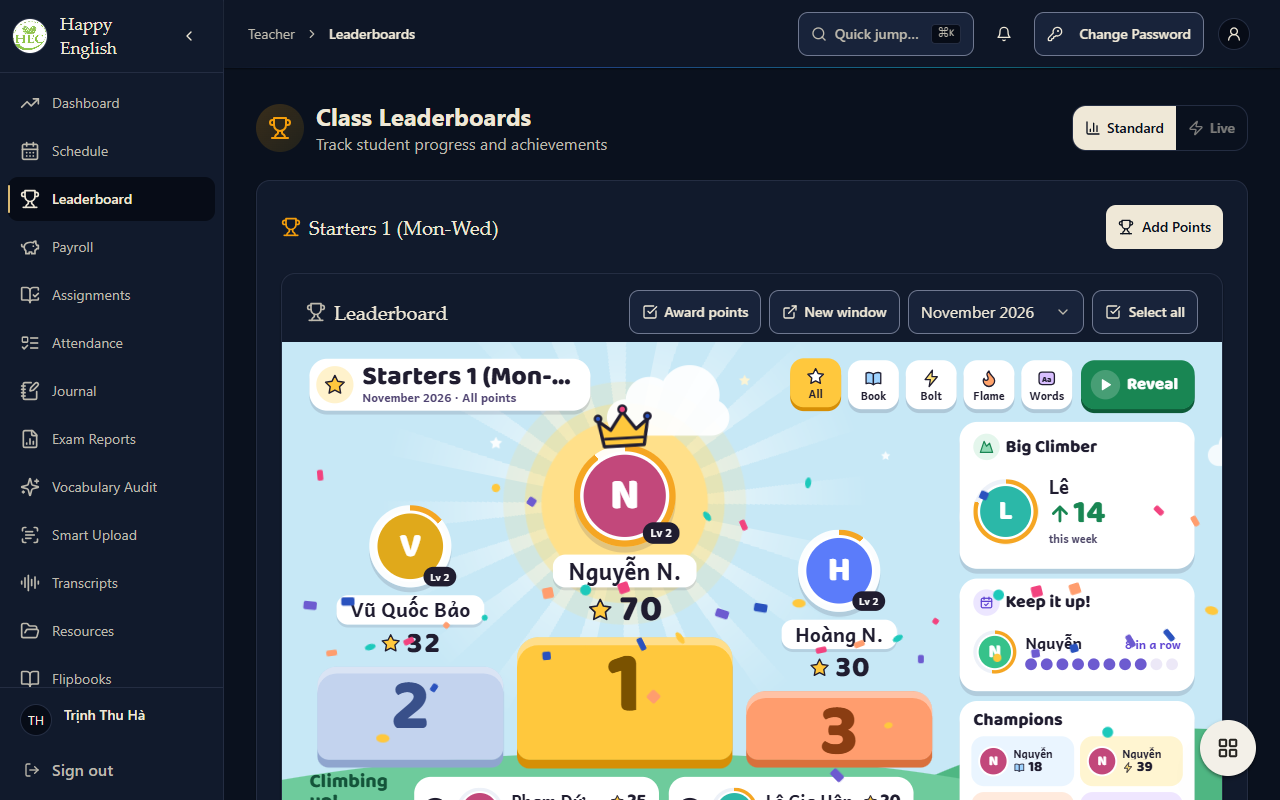 HEC
Happy
English
Teacher
Leaderboards
Quick jump...
⌘K
Change Password
Dashboard
Schedule
Leaderboard
Payroll
Assignments
Attendance
Journal
Exam Reports
Vocabulary Audit
Smart Upload
Transcripts
Resources
Flipbooks
TH
Trịnh Thu Hà
Sign out
Class Leaderboards
Track student progress and achievements
Standard
Live
Starters 1 (Mon-Wed)
Add Points
Leaderboard
Award points
New window
November 2026
Select all
Starters 1 (Mon-...
November 2026 · All points
All
Book
Bolt
Flame
Aa
Words
Reveal
N
Lv 2
Nguyễn N.
70
1
V
Lv 2
Vũ Quốc Bảo
32
2
H
Lv 2
Hoàng N.
30
3
Big Climber
L
Lê
14
this week
Keep it up!
N
Nguyễn
in a row
Champions
N
Nguyễn
18
N
Nguyễn
39
Climbing
up!